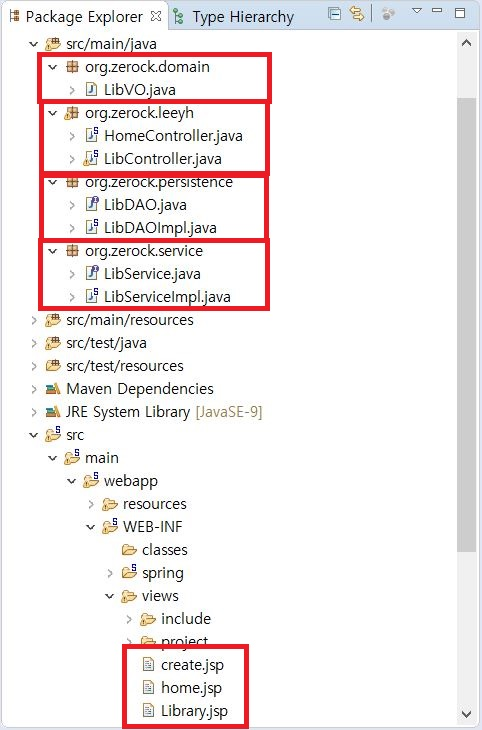 Package Explorer Type Hierarchy
src/main/java
org.zerock.domain
LibVO.java
org.zerock.leeyh
HomeController.java
LibController.java
org.zerock.persistence
LibDAO.java
LibDAOImpl.java
org.zerock.service
LibService.java
LibServiceImpl.java
src/main/resources
src/test/java
src/test/resources
Maven Dependencies
JRE System Library [JavaSE-9]
src
main
webapp
resources
WEB-INF
classes
spring
views
include
project
create.jsp
home.jsp
Library.jsp